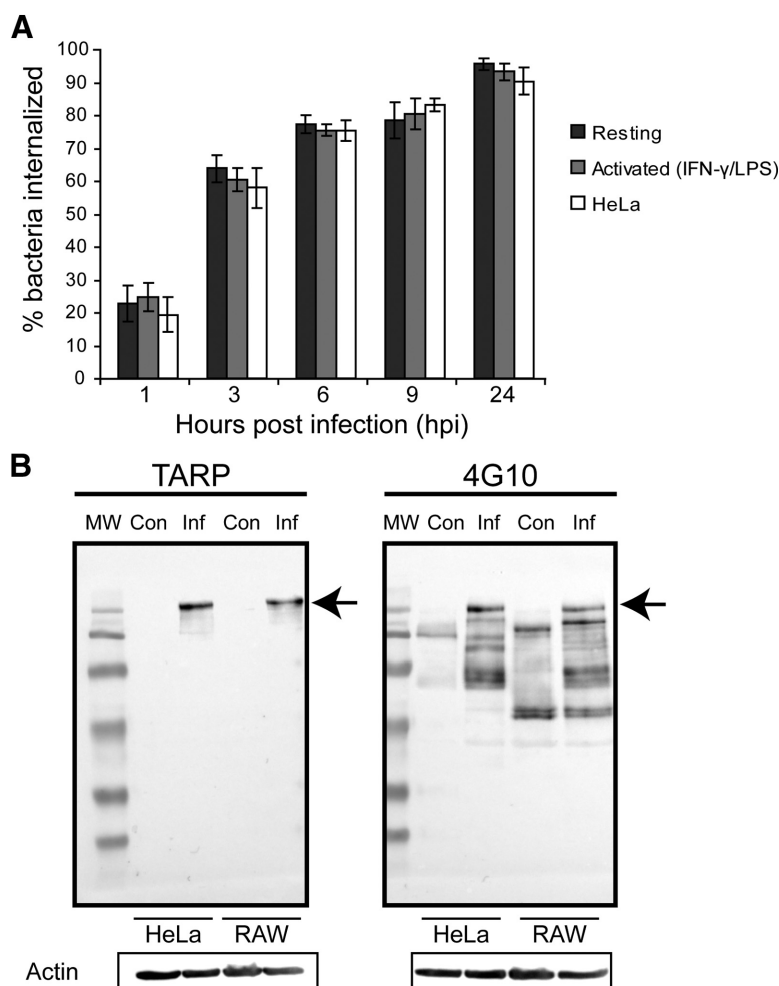 A
% bacteria internalized
100
90
80
70
60
50
40
30
20
10
0
1 3 6 9 24
Hours post infection (hpi)
Resting
Activated (IFN-γ/LPS)
HeLa
B
TARP 4G10
MW Con Inf Con Inf MW Con Inf Con Inf
HeLa RAW HeLa RAW
Actin